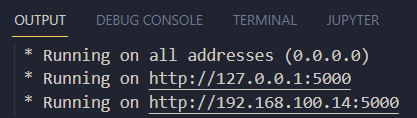 OUTPUT DEBUG CONSOLE TERMINAL JUPYTER
* Running on all addresses (0.0.0.0)
* Running on http://127.0.0.1:5000
* Running on http://192.168.100.14:5000